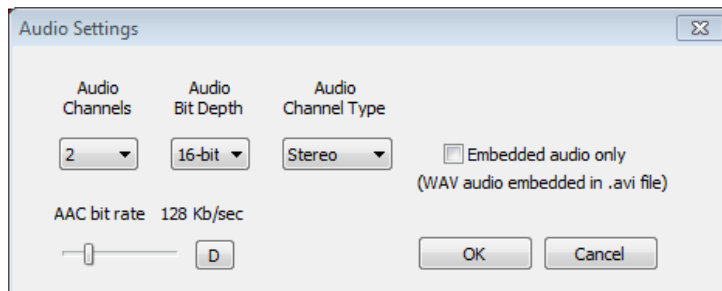 Audio Settings
Audio Channels
Audio Bit Depth
Audio Channel Type
2
16-bit
Stereo
Embedded audio only
(WAV audio embedded in .avi file)
AAC bit rate 128 Kb/sec
D
OK
Cancel